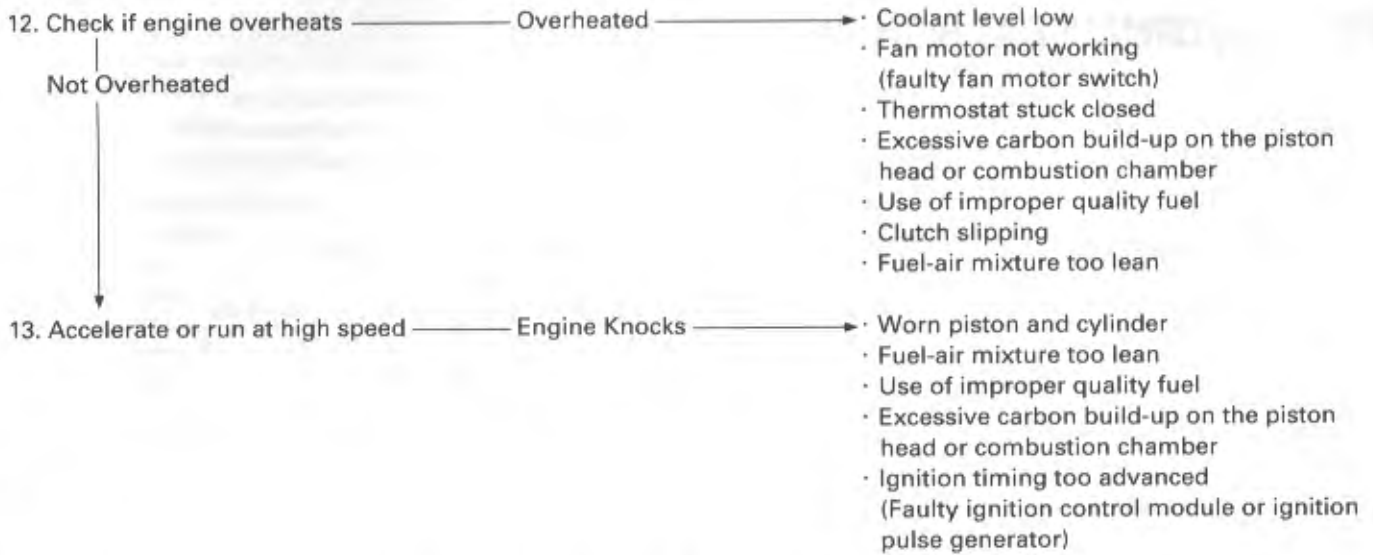 12. Check if engine overheats Overheated · Coolant level low
· Fan motor not working
Not Overheated
(faulty fan motor switch)
· Thermostat stuck closed
· Excessive carbon build-up on the piston
head or combustion chamber
· Use of improper quality fuel
· Clutch slipping
· Fuel-air mixture too lean
13. Accelerate or run at high speed Engine Knocks · Worn piston and cylinder
· Fuel-air mixture too lean
· Use of improper quality fuel
· Excessive carbon build-up on the piston
head or combustion chamber
· Ignition timing too advanced
(Faulty ignition control module or ignition
pulse generator)